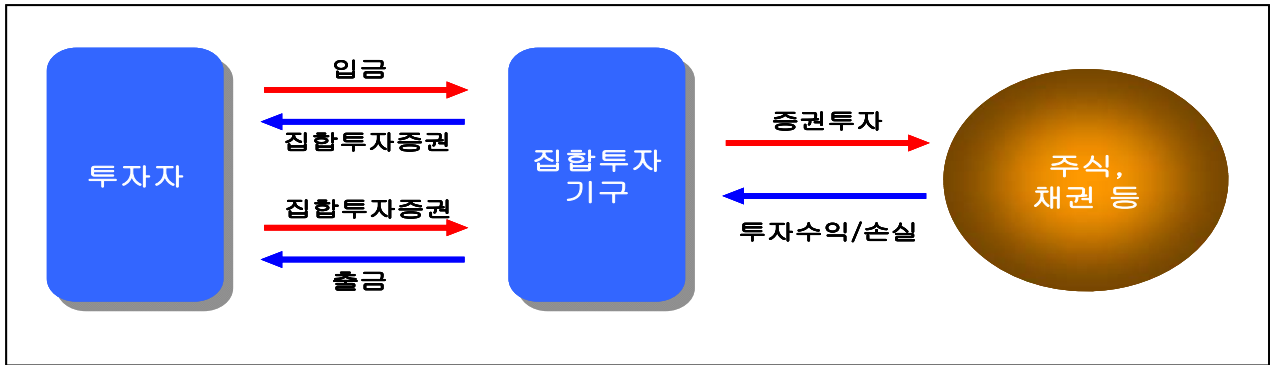 투자자
입금
집합투자증권
집합투자증권
출금
집합투자
기구
증권투자
투자수익/손실
주식,
채권 등